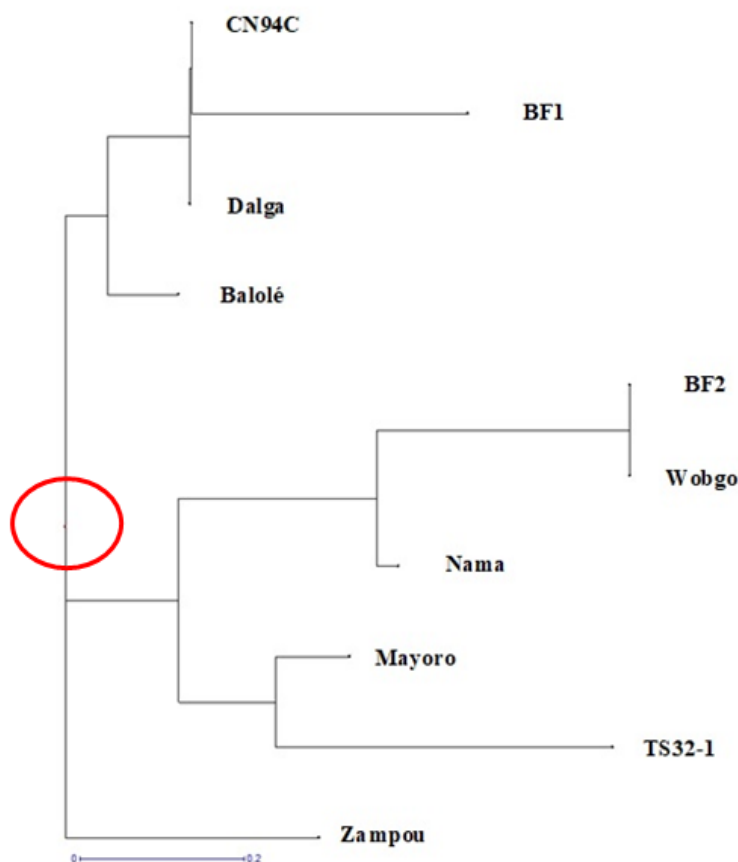 CN94C
BF1
Dalga
Balolé
BF2
Wobgo
Nama
Mayoro
TS32-1
Zampou
0 0.2